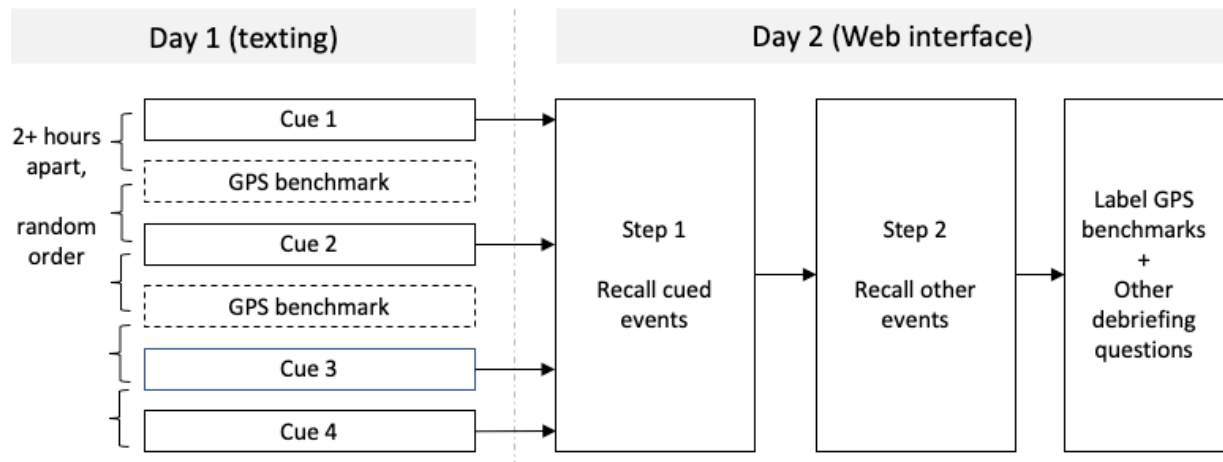 Day 1 (texting)
Day 2 (Web interface)
2+ hours
apart,
random
order
Cue 1
GPS benchmark
Cue 2
GPS benchmark
Cue 3
Cue 4
Step 1
Recall cued
events
Step 2
Recall other
events
Label GPS
benchmarks
+
Other
debriefing
questions